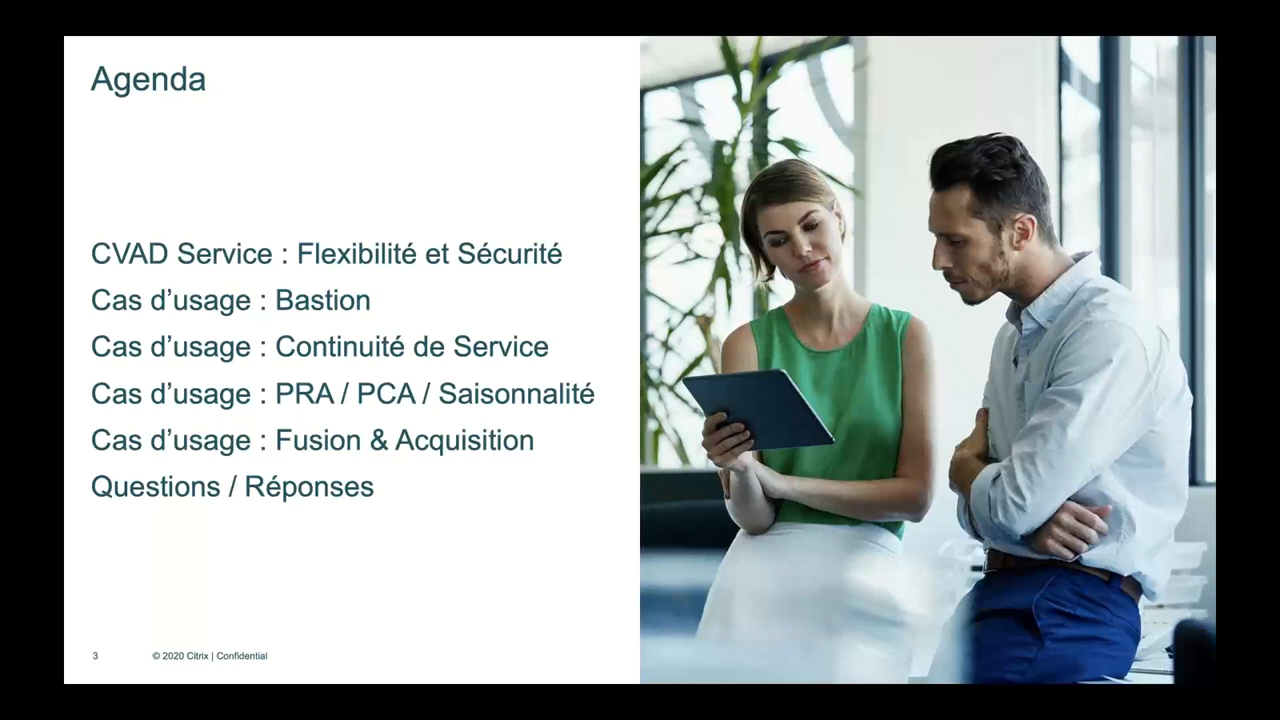 Agenda
CVAD Service : Flexibilité et Sécurité
Cas d’usage : Bastion
Cas d’usage : Continuité de Service
Cas d’usage : PRA / PCA / Saisonnalité
Cas d’usage : Fusion & Acquisition
Questions / Réponses
3 © 2020 Citrix | Confidential